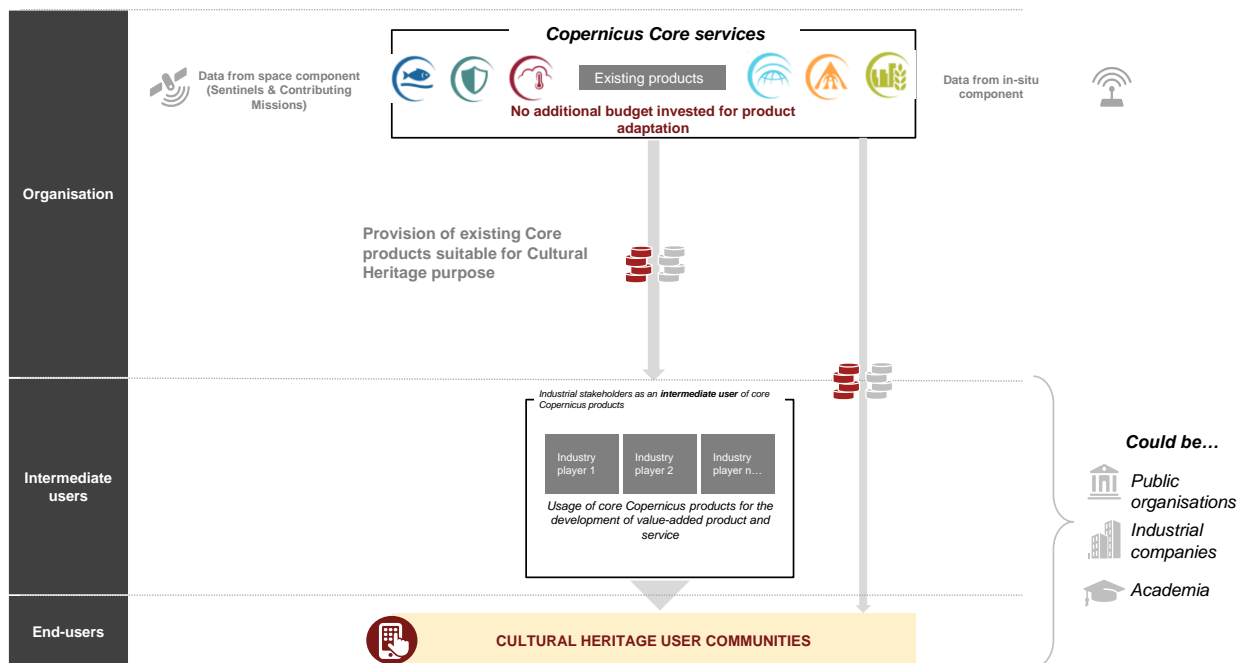 Copernicus Core services
Data from space component
(Sentinels & Contributing
Missions)
Existing products
Data from in-situ
component
No additional budget invested for product
adaptation
Organisation
Provision of existing Core
products suitable for Cultural
Heritage purpose
Industrial stakeholders as an intermediate user of core
Copernicus products
Industry
player 1
Industry
player 2
Industry
player n…
Usage of core Copernicus products for the
development of value-added product and
service
Intermediate
users
Could be…
Public
organisations
Industrial
companies
Academia
End-users
CULTURAL HERITAGE USER COMMUNITIES